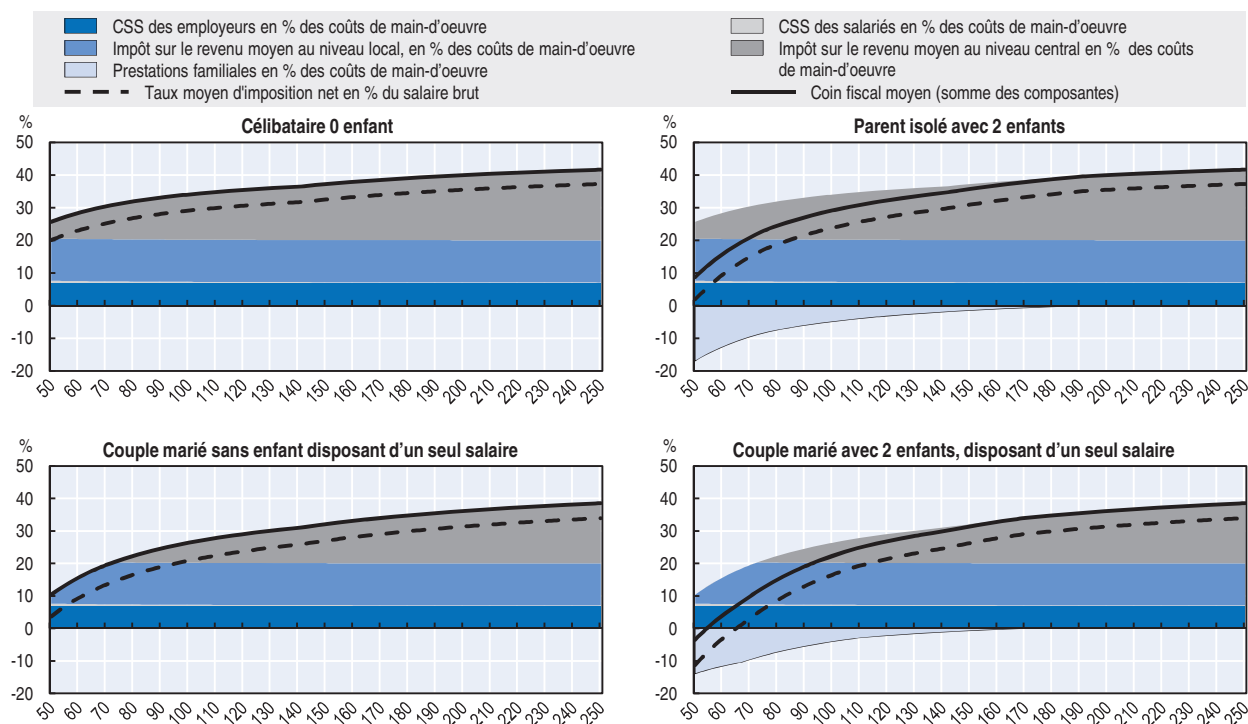 CSS des employeurs en % des coûts de main-d'oeuvre
CSS des salariés en % des coûts de main-d'oeuvre
Impôt sur le revenu moyen au niveau local, en % des coûts de main-d'oeuvre
Impôt sur le revenu moyen au niveau central en % des coûts
de main-d'oeuvre
Prestations familiales en % des coûts de main-d'oeuvre
Taux moyen d'imposition net en % du salaire brut
Coin fiscal moyen (somme des composantes)
%
Célibataire 0 enfant
50
40
30
20
10
0
-10
-20
50 60 70 80 90 100 110 120 130 140 150 160 170 180 190 200 210 220 230 240 250
%
Parent isolé avec 2 enfants
50
40
30
20
10
0
-10
-20
50 60 70 80 90 100 110 120 130 140 150 160 170 180 190 200 210 220 230 240 250
%
Couple marié sans enfant disposant d’un seul salaire
50
40
30
20
10
0
-10
-20
50 60 70 80 90 100 110 120 130 140 150 160 170 180 190 200 210 220 230 240 250
%
Couple marié avec 2 enfants, disposant d’un seul salaire
50
40
30
20
10
0
-10
-20
50 60 70 80 90 100 110 120 130 140 150 160 170 180 190 200 210 220 230 240 250